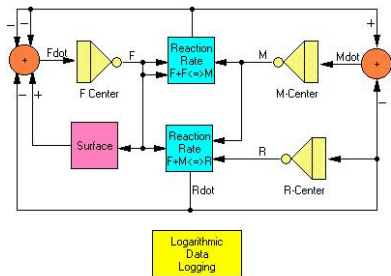 − − +
+ Fdot F Reaction Rate F+F<=>M M Mdot +
F Center M-Center
− + −
Surface Reaction Rate F+M<=>R R
Rdot R-Center
Logarithmic
Data
Logging